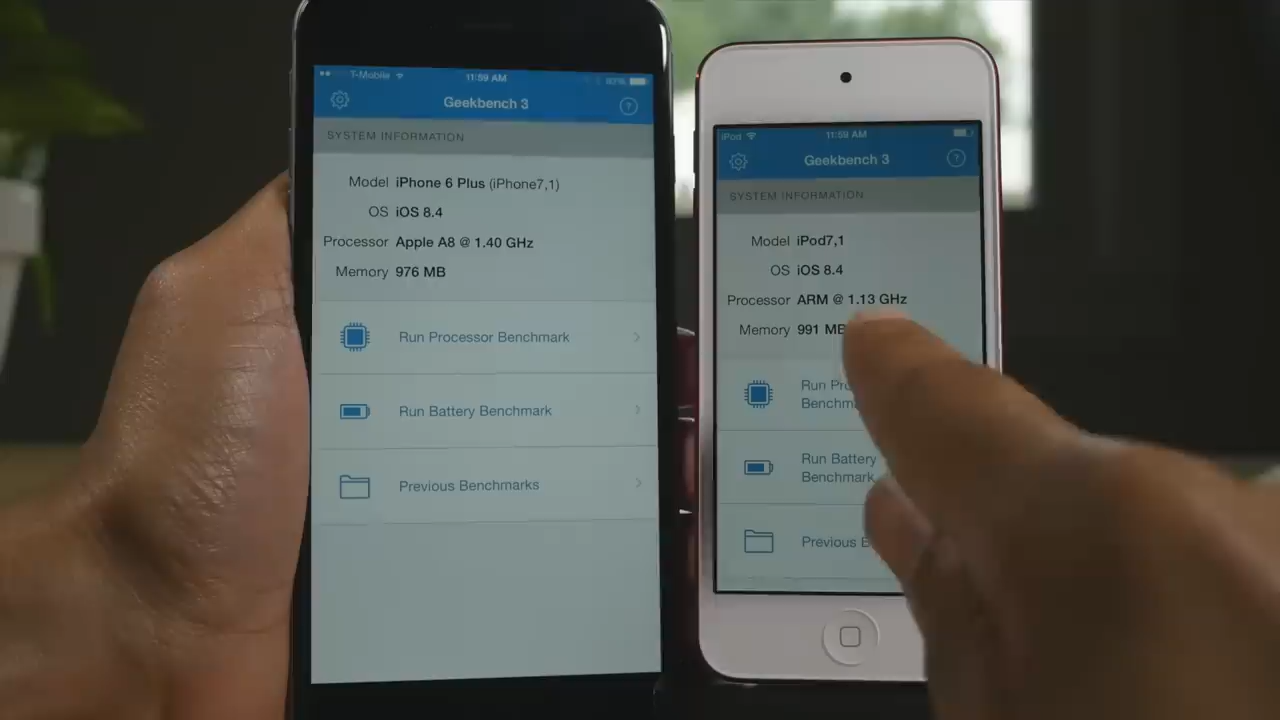 T-Mobile
11:59 AM
Geekbench 3
?
SYSTEM INFORMATION
Model iPhone 6 Plus (iPhone7,1)
OS iOS 8.4
Processor Apple A8 @ 1.40 GHz
Memory 976 MB
Run Processor Benchmark
Run Battery Benchmark
Previous Benchmarks
iPod
11:59 AM
Geekbench 3
?
SYSTEM INFORMATION
Model iPod7,1
OS iOS 8.4
Processor ARM @ 1.13 GHz
Memory 991 MB
Run Pro
Benchm
Run Battery
Benchmark
Previous